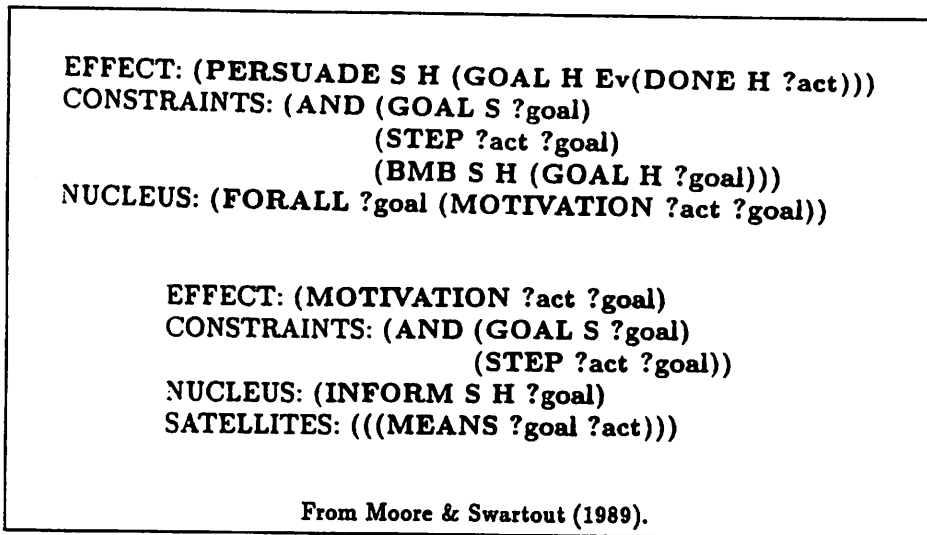 EFFECT: (PERSUADE S H (GOAL H Ev(DONE H ?act)))
CONSTRAINTS: (AND (GOAL S ?goal)
(STEP ?act ?goal)
(BMB S H (GOAL H ?goal)))
NUCLEUS: (FORALL ?goal (MOTIVATION ?act ?goal))
EFFECT: (MOTIVATION ?act ?goal)
CONSTRAINTS: (AND (GOAL S ?goal)
(STEP ?act ?goal))
NUCLEUS: (INFORM S H ?goal)
SATELLITES: (((MEANS ?goal ?act)))
From Moore & Swartout (1989).